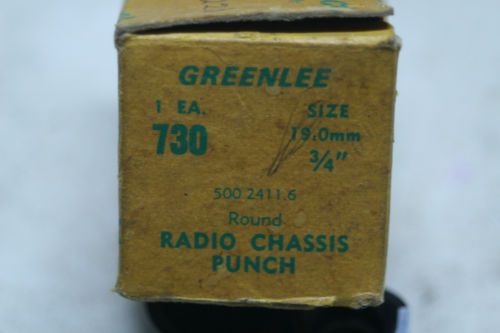 GREENLEE
1 EA. SIZE
730 19.0mm
3/4"
500 2411.6
Round
RADIO CHASSIS
PUNCH